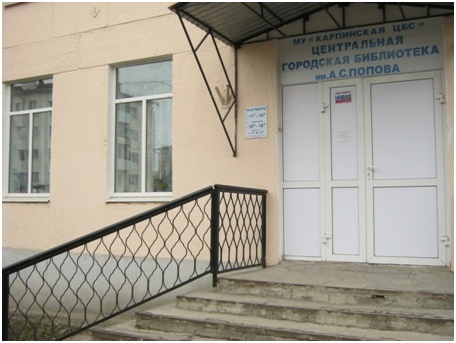 МУ "КАРПИНСКАЯ ЦБС"
ЦЕНТРАЛЬНАЯ
ГОРОДСКАЯ БИБЛИОТЕКА
им.А.С.ПОПОВА